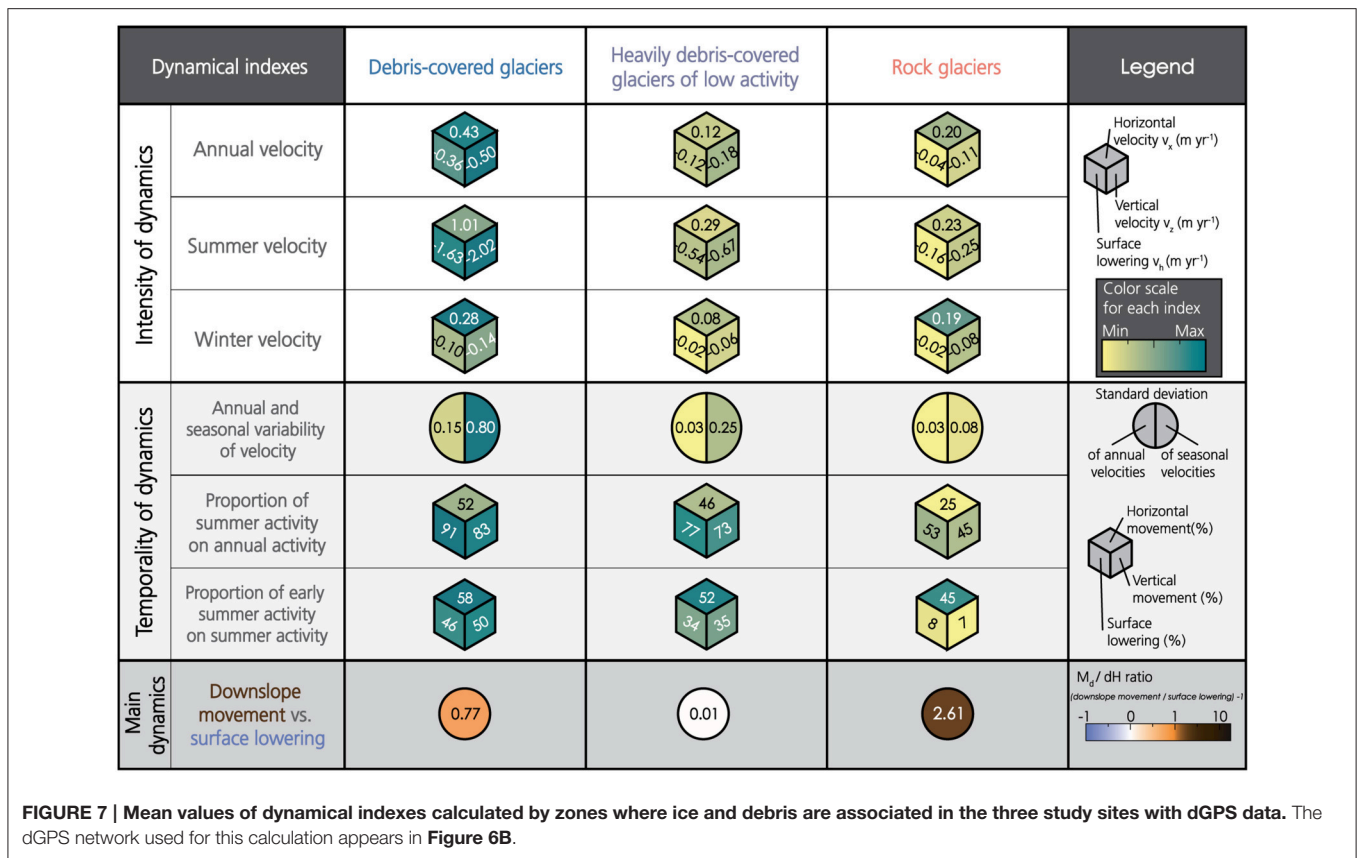 Dynamical indexes
Debris-covered glaciers
Heavily debris-covered
glaciers of low activity
Rock glaciers
Legend
Intensity of dynamics
Annual velocity
0.43
-0.36
-0.50
0.12
-0.12
-0.18
0.20
-0.04
-0.11
Summer velocity
1.01
-1.63
-2.02
0.29
-0.54
-0.67
0.23
-0.16
-0.25
Winter velocity
0.28
-0.10
-0.14
0.08
-0.02
-0.06
0.19
-0.02
-0.08
Horizontal
velocity vx (m yr-1)
Vertical
velocity vz (m yr-1)
Surface
lowering vh (m yr-1)
Color scale
for each index
Min Max
Temporality of dynamics
Annual and
seasonal variability
of velocity
0.15 0.80
0.03 0.25
0.03 0.08
Proportion of
summer activity
on annual activity
52
91 83
46
77 73
25
53 45
Proportion of early
summer activity
on summer activity
58
46 50
52
34 35
45
8 7
Standard deviation
of annual
velocities
of seasonal
velocities
Horizontal
movement(%)
Vertical
movement (%)
Surface
lowering (%)
Main
dynamics
Downslope
movement vs.
surface lowering
0.77
0.01
2.61
Md/ dH ratio
(downslope movement / surface lowering) -1
-1 0 1 10
FIGURE 7 | Mean values of dynamical indexes calculated by zones where ice and debris are associated in the three study sites with dGPS data. The
dGPS network used for this calculation appears in Figure 6B.